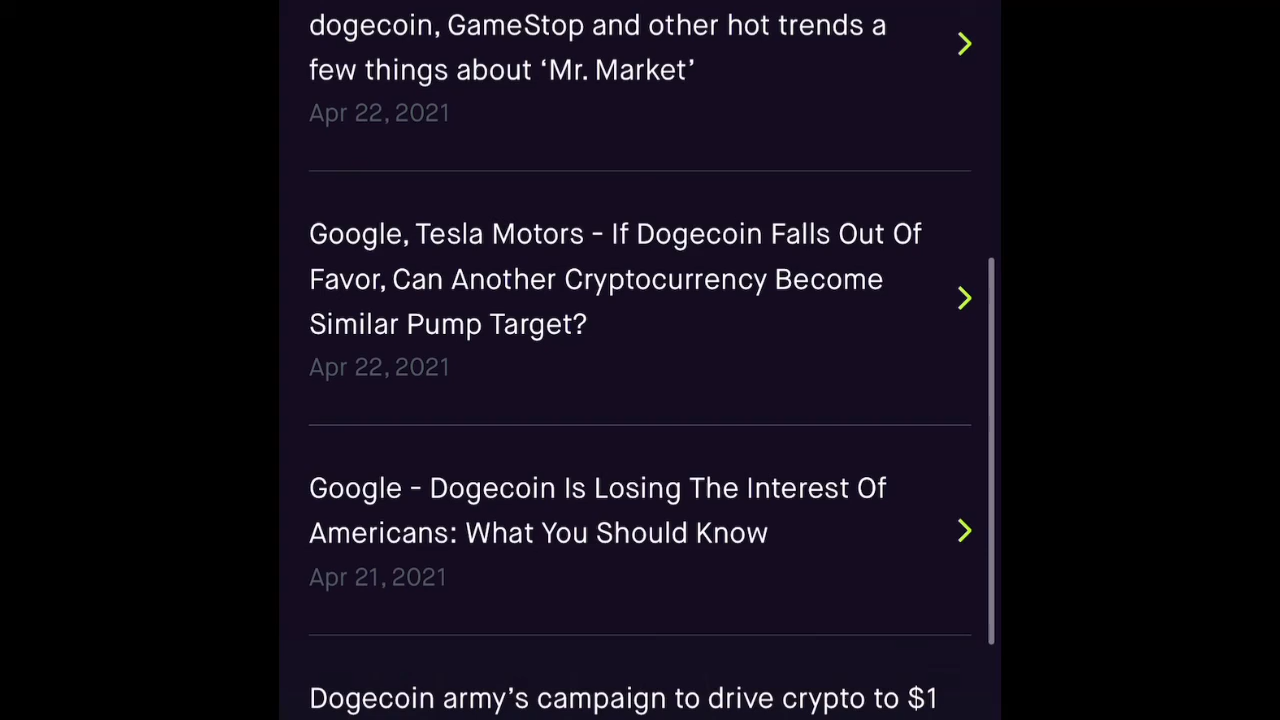 dogecoin, GameStop and other hot trends a
few things about ‘Mr. Market’
Apr 22, 2021
Google, Tesla Motors - If Dogecoin Falls Out Of
Favor, Can Another Cryptocurrency Become
Similar Pump Target?
Apr 22, 2021
Google - Dogecoin Is Losing The Interest Of
Americans: What You Should Know
Apr 21, 2021
Dogecoin army’s campaign to drive crypto to $1